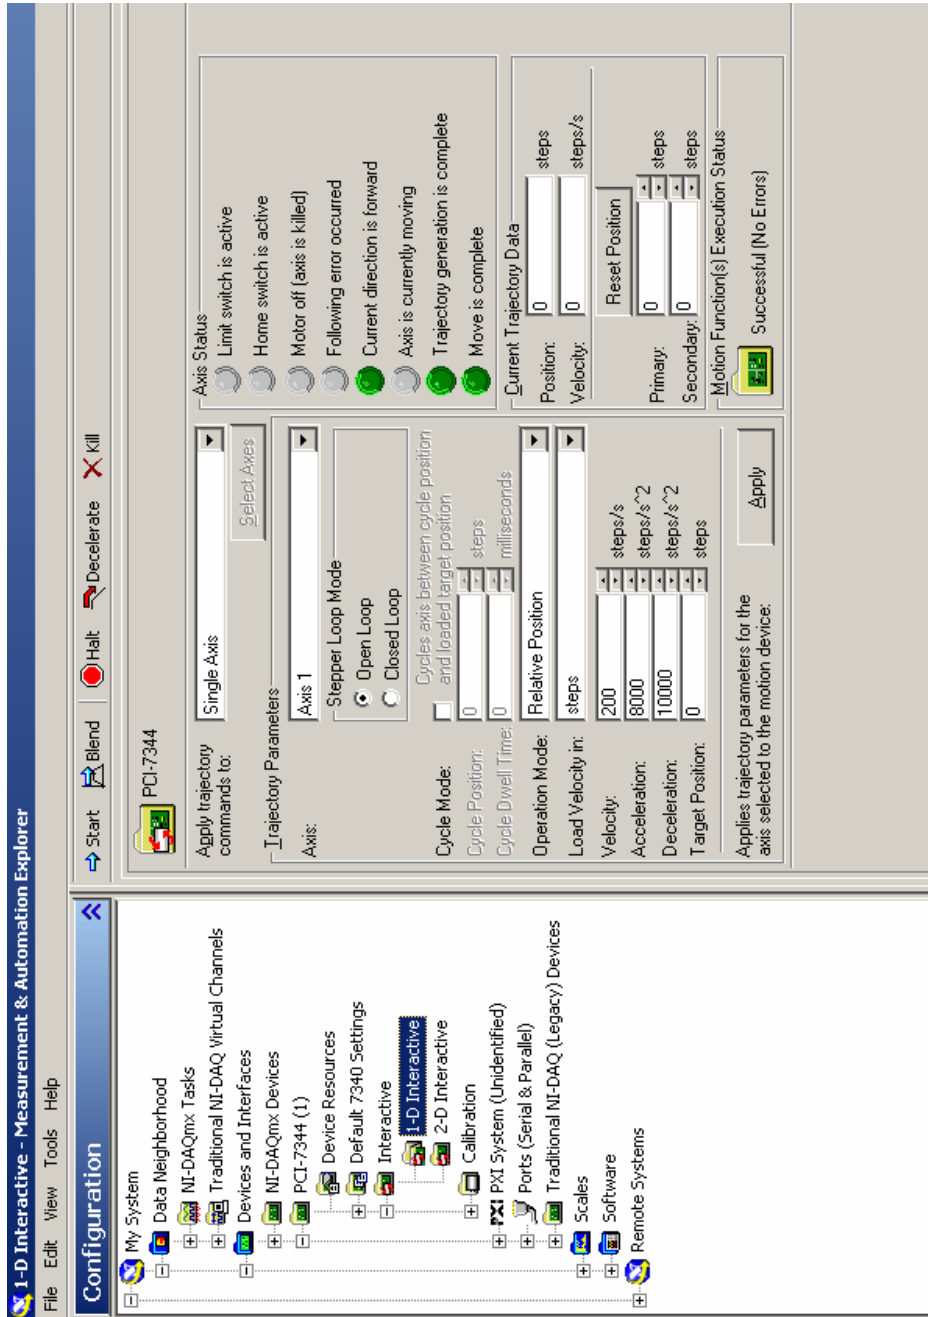 1-D Interactive - Measurement & Automation Explorer
File Edit View Tools Help
Configuration
My System
Data Neighborhood
NI-DAQmx Tasks
Traditional NI-DAQ Virtual Channels
Devices and Interfaces
NI-DAQmx Devices
PCI-7344 (1)
Device Resources
Default 7340 Settings
Interactive
1-D Interactive
2-D Interactive
Calibration
PXI PXI System (Unidentified)
Ports (Serial & Parallel)
Traditional NI-DAQ (Legacy) Devices
Scales
Software
Remote Systems
Start Blend Halt Decelerate Kill
PCI-7344
Apply trajectory
commands to:
Single Axis
Select Axes
Trajectory Parameters
Axis: Axis 1
Stepper Loop Mode
Open Loop
Closed Loop
Cycle Mode:
Cycles axis between cycle position
and loaded target position
Cycle Position: 0 steps
Cycle Dwell Time: 0 milliseconds
Operation Mode: Relative Position
Load Velocity in: steps
Velocity: 200 steps/s
Acceleration: 8000 steps/s^2
Deceleration: 10000 steps/s^2
Target Position: 0 steps
Applies trajectory parameters for the
axis selected to the motion device:
Apply
Axis Status
Limit switch is active
Home switch is active
Motor off (axis is killed)
Following error occurred
Current direction is forward
Axis is currently moving
Trajectory generation is complete
Move is complete
Current Trajectory Data
Position: 0 steps
Velocity: 0 steps/s
Reset Position
Primary: 0 steps
Secondary: 0 steps
Motion Function(s) Execution Status
Successful (No Errors)